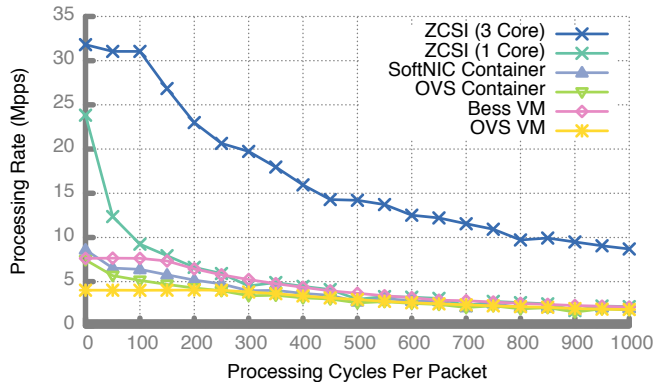 35
30
25
20
15
10
5
0
Processing Rate (Mpps)
ZCSI (3 Core)
ZCSI (1 Core)
SoftNIC Container
OVS Container
Bess VM
OVS VM
0 100 200 300 400 500 600 700 800 900 1000
Processing Cycles Per Packet